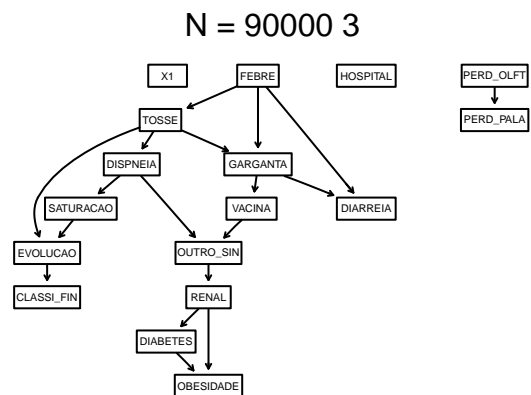 N = 90000 3
X1
FEBRE
HOSPITAL
PERD_OLFT
TOSSE
PERD_PALA
DISPNEIA
GARGANTA
SATURACAO
VACINA
DIARREIA
EVOLUCAO
OUTRO_SIN
CLASSI_FIN
RENAL
DIABETES
OBESIDADE